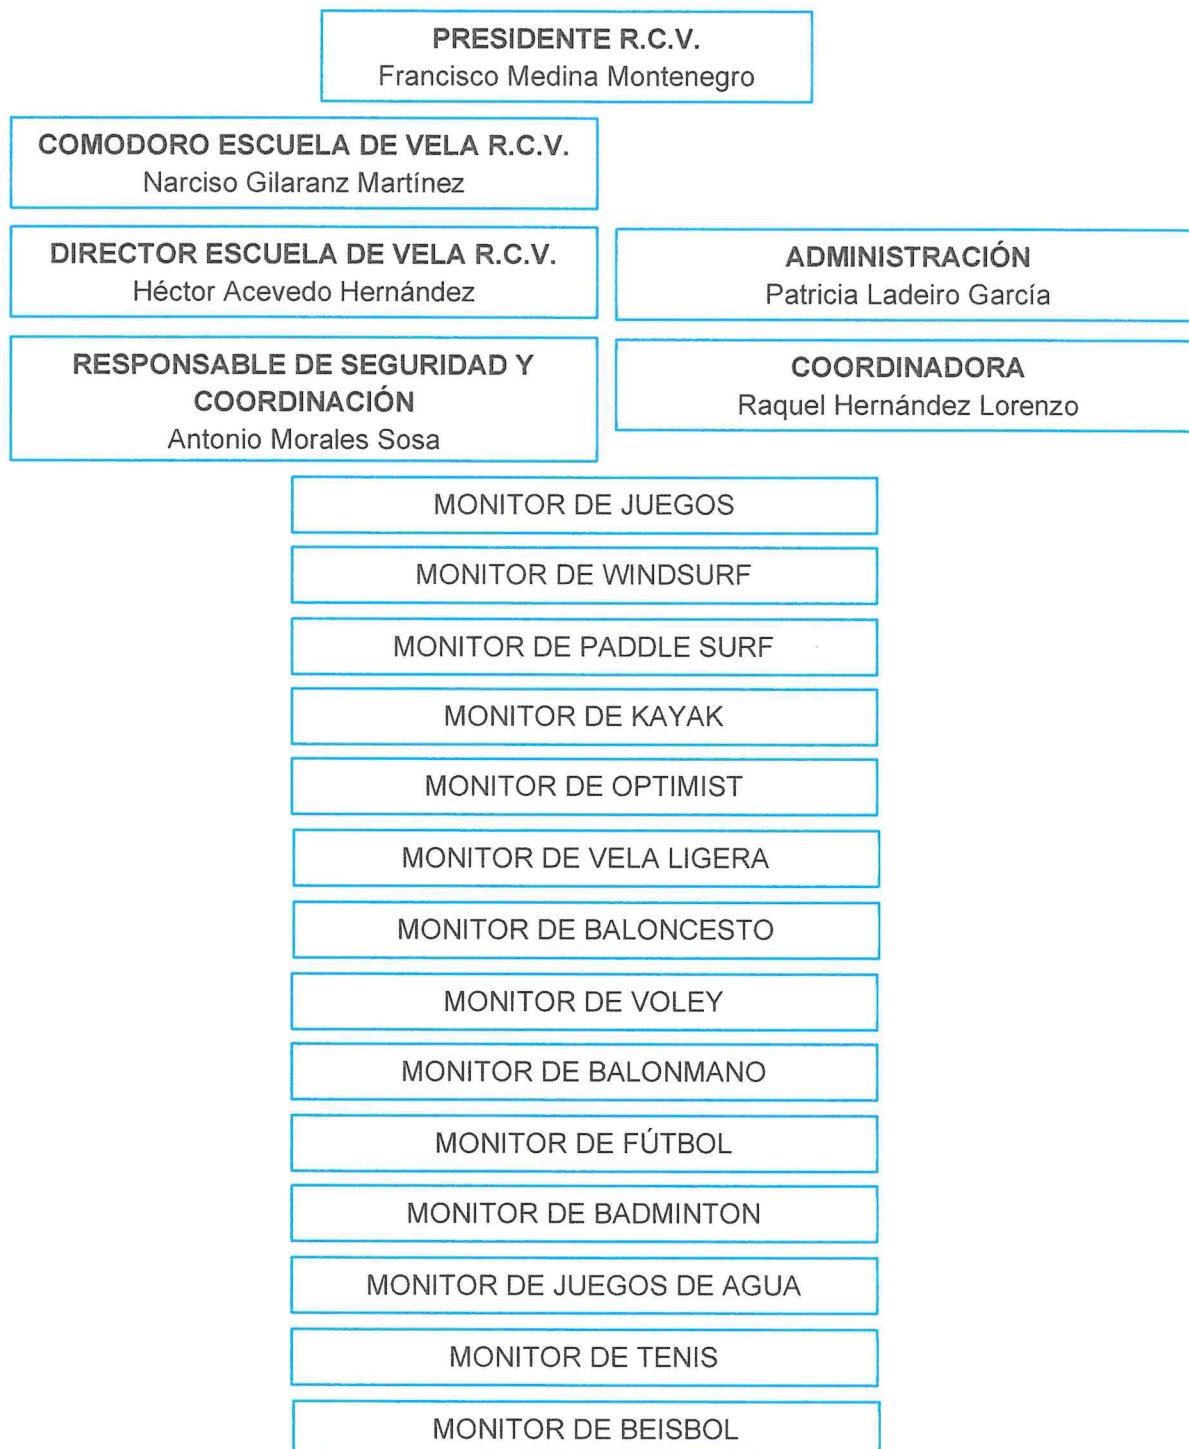 PRESIDENTE R.C.V.
Francisco Medina Montenegro
COMODORO ESCUELA DE VELA R.C.V.
Narciso Gilaranz Martínez
DIRECTOR ESCUELA DE VELA R.C.V.
Héctor Acevedo Hernández
ADMINISTRACIÓN
Patricia Ladeiro García
RESPONSABLE DE SEGURIDAD Y
COORDINACIÓN
Antonio Morales Sosa
COORDINADORA
Raquel Hernández Lorenzo
MONITOR DE JUEGOS
MONITOR DE WINDSURF
MONITOR DE PADDLE SURF
MONITOR DE KAYAK
MONITOR DE OPTIMIST
MONITOR DE VELA LIGERA
MONITOR DE BALONCESTO
MONITOR DE VOLEY
MONITOR DE BALONMANO
MONITOR DE FÚTBOL
MONITOR DE BADMINTON
MONITOR DE JUEGOS DE AGUA
MONITOR DE TENIS
MONITOR DE BEISBOL